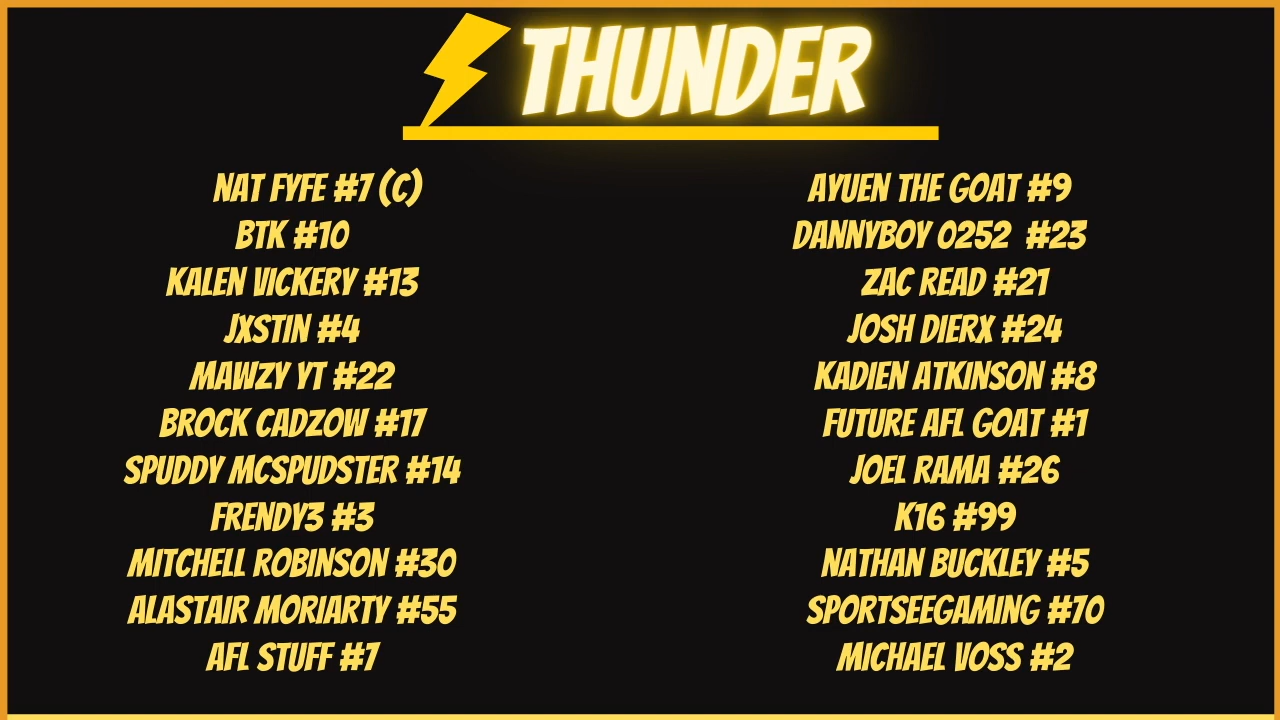 THUNDER
NAT FYFE #7 (C)
BTK #10
KALEN VICKERY #13
JXSTIN #4
MAWZY YT #22
BROCK CADZOW #17
SPUDDY MCSPUDSTER #14
FRENDY3 #3
MITCHELL ROBINSON #30
ALASTAIR MORIARTY #55
AFL STUFF #7
AYUEN THE GOAT #9
DANNYBOY 0252 #23
ZAC READ #21
JOSH DIERX #24
KADIEN ATKINSON #8
FUTURE AFL GOAT #1
JOEL RAMA #26
K16 #99
NATHAN BUCKLEY #5
SPORTSEEGAMING #70
MICHAEL VOSS #2